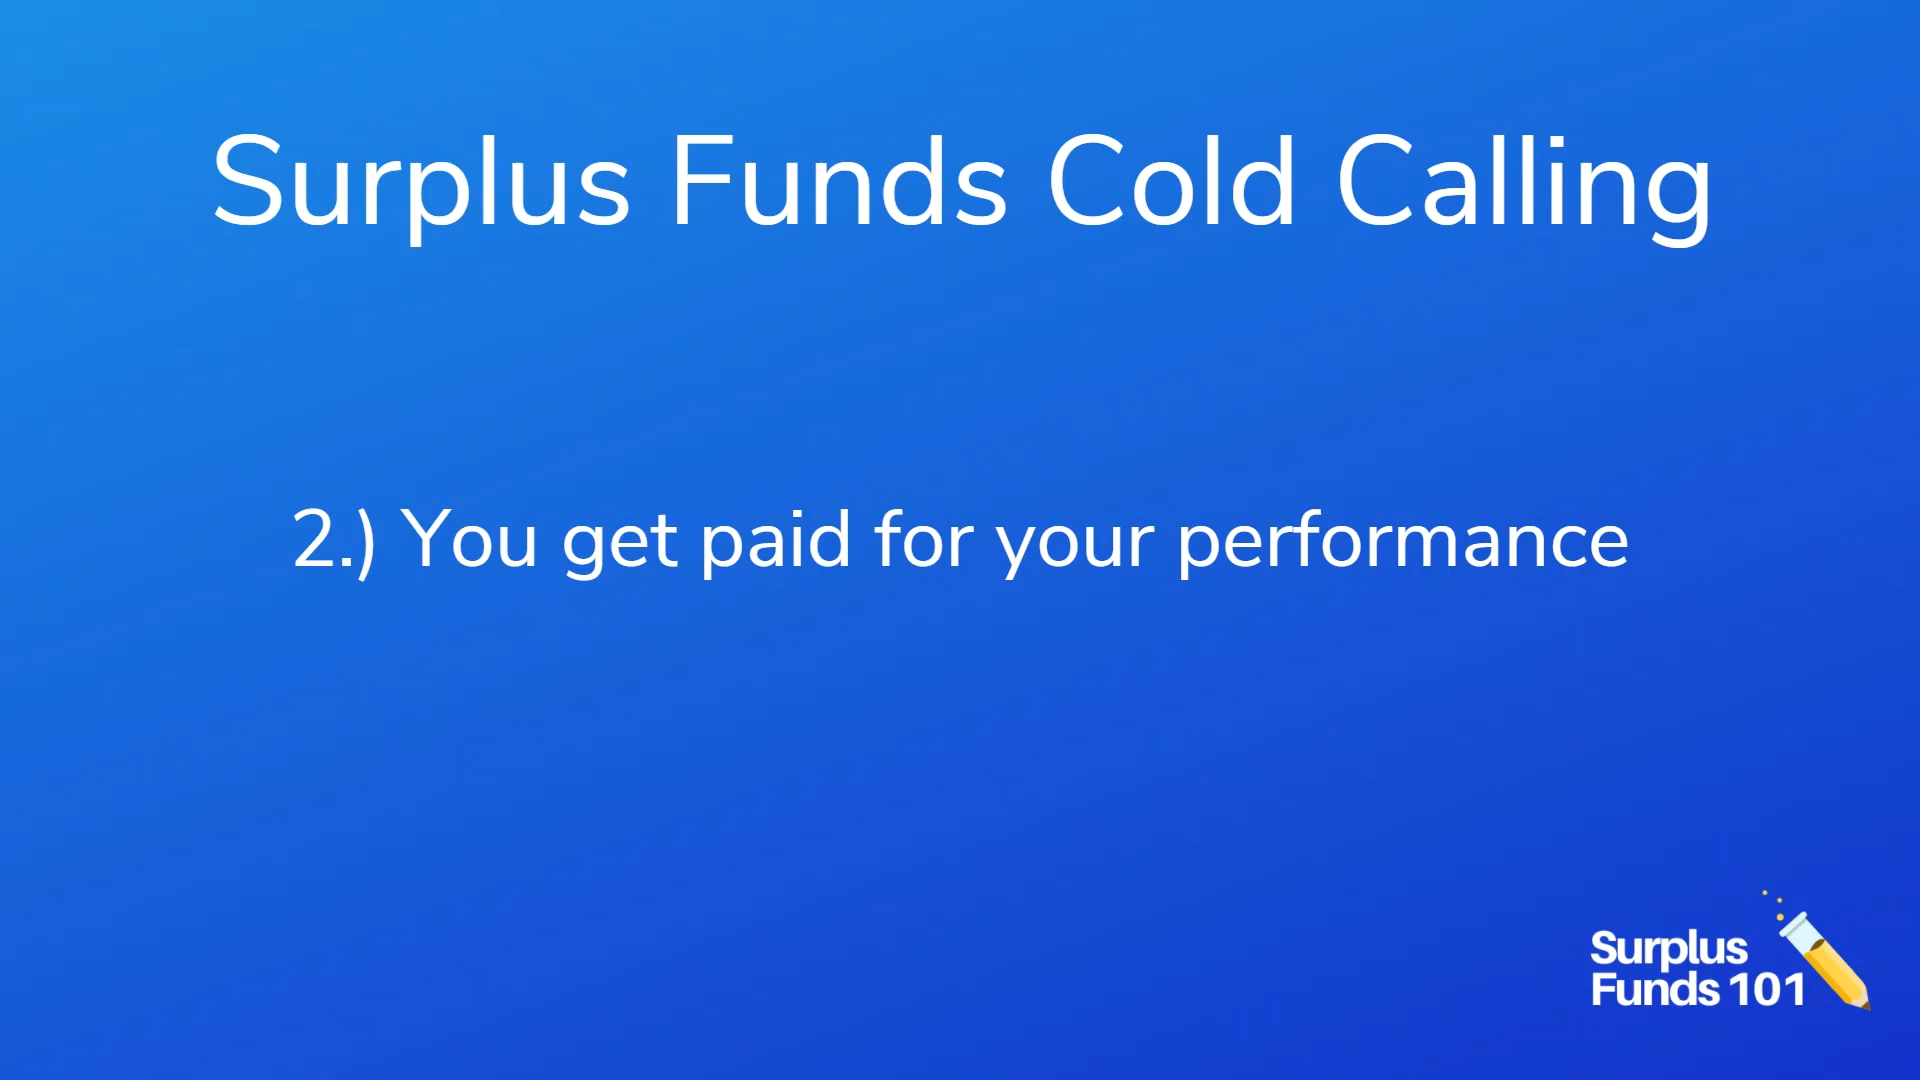 Surplus Funds Cold Calling
2.) You get paid for your performance
Surplus
Funds 101